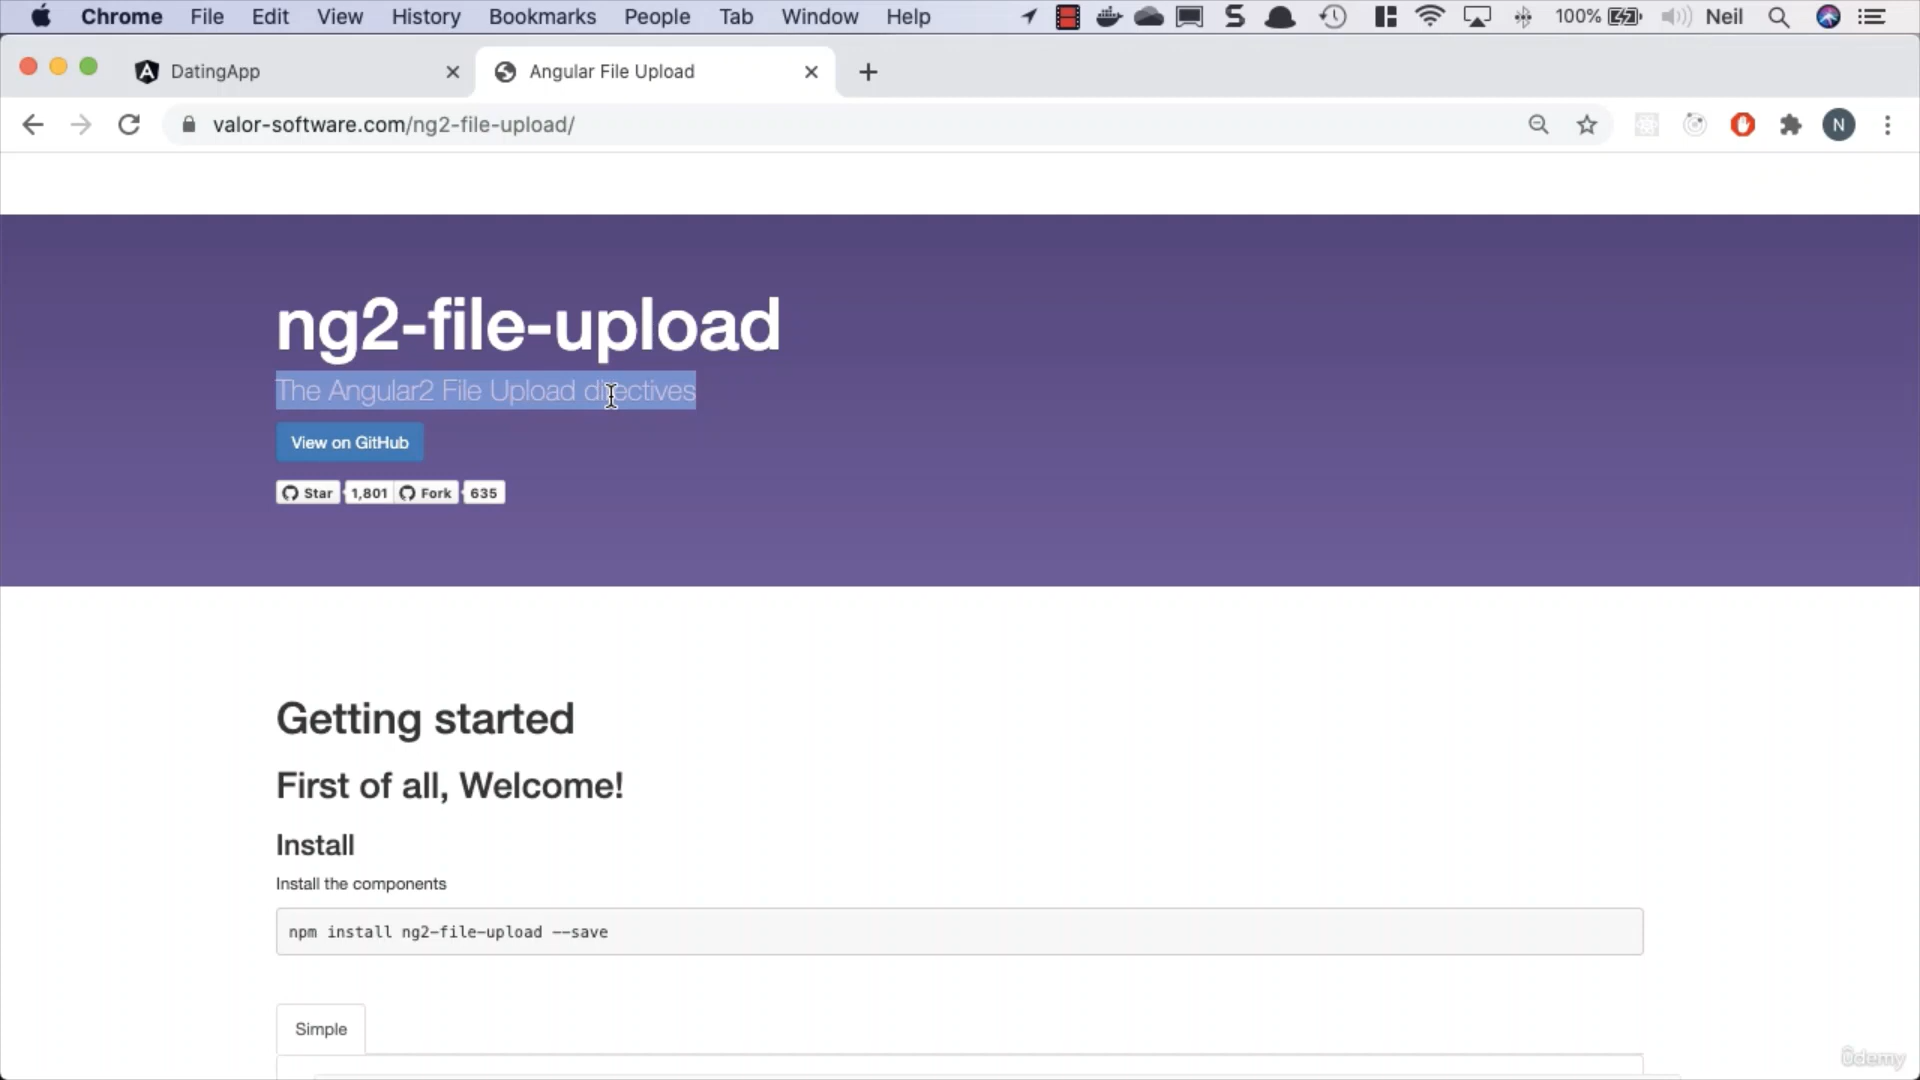 Chrome File Edit View History Bookmarks People Tab Window Help 100% Neil
DatingApp Angular File Upload
valor-software.com/ng2-file-upload/ N
ng2-file-upload
The Angular2 File Upload directives
View on GitHub
Star 1,801 Fork 635
Getting started
First of all, Welcome!
Install
Install the components
npm install ng2-file-upload --save
Simple
ûdemy